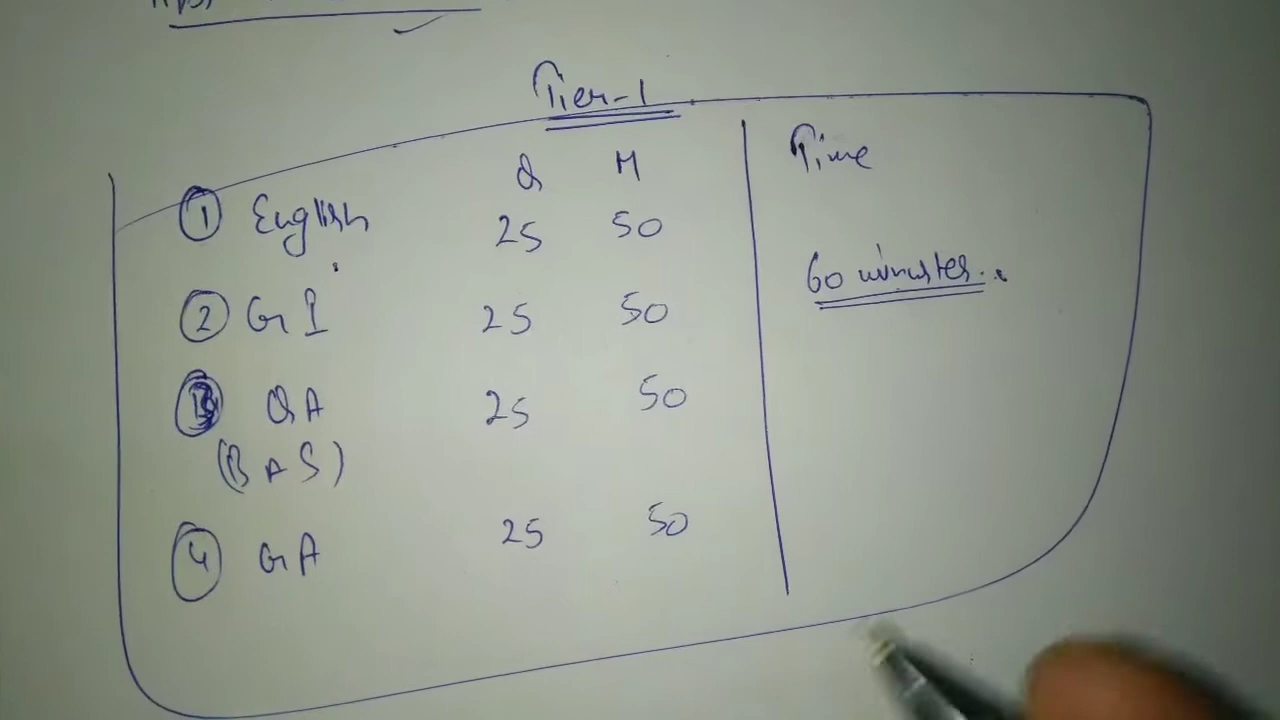 Tier-1
Q M
Time
1 English 25 50
60 minutes..
2 GI 25 50
3 QA 25 50
(BAS)
4 GA 25 50